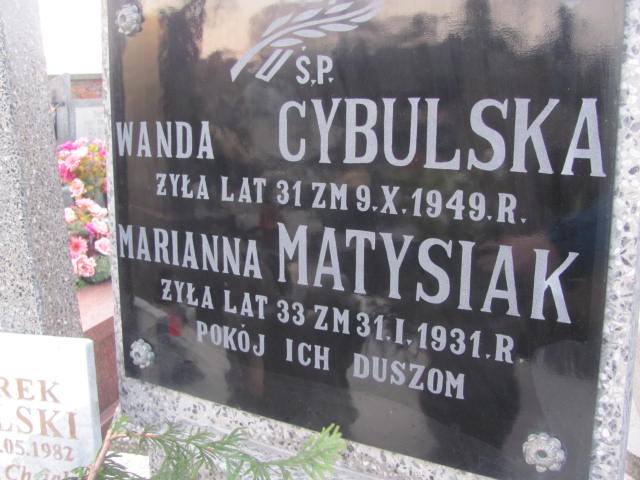 Ś.P.
WANDA CYBULSKA
ŻYŁA LAT 31 ZM 9.X.1949.R.
MARIANNA MATYSIAK
ŻYŁA LAT 33 ZM 31.I.1931.R.
POKÓJ ICH DUSZOM
REK
LSKI
.05.1982